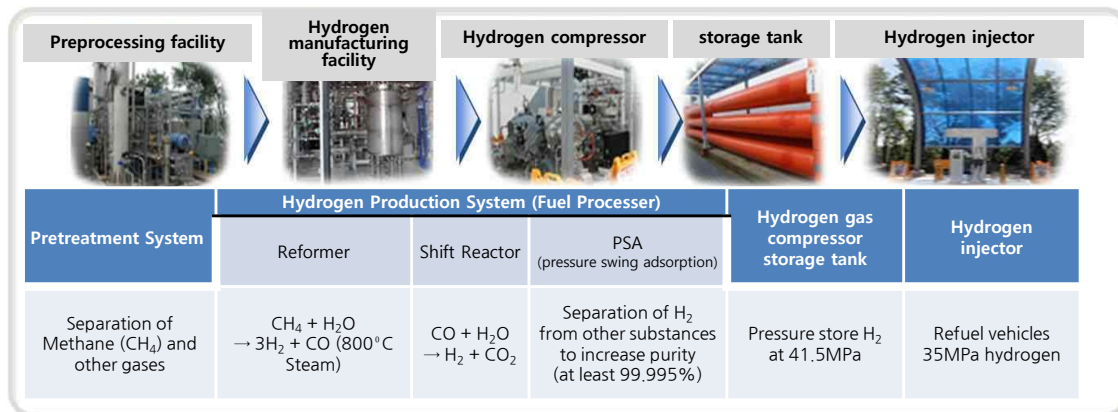 Preprocessing facility
Hydrogen
manufacturing
facility
Hydrogen compressor
storage tank
Hydrogen injector
Pretreatment System
Hydrogen Production System (Fuel Processer)
Reformer
Shift Reactor
PSA
(pressure swing adsorption)
Hydrogen gas
compressor
storage tank
Hydrogen
injector
Separation of
Methane (CH₄) and
other gases
CH₄ + H₂O
→ 3H₂ + CO (800°C
Steam)
CO + H₂O
→ H₂ + CO₂
Separation of H₂
from other substances
to increase purity
(at least 99.995%)
Pressure store H₂
at 41.5MPa
Refuel vehicles
35MPa hydrogen